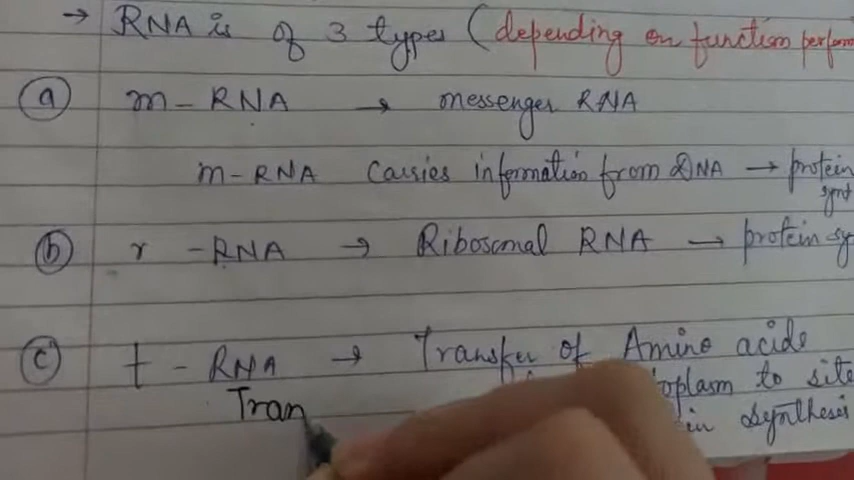 → RNA is of 3 types (depending on function perfo
(a) m - RNA → messenger RNA
m - RNA carries information from DNA → protein
synt
(b) r - RNA → Ribosomal RNA → protein sy
(c) t - RNA → Transfer of Amino acids
oplasm to site
Tran in synthesis